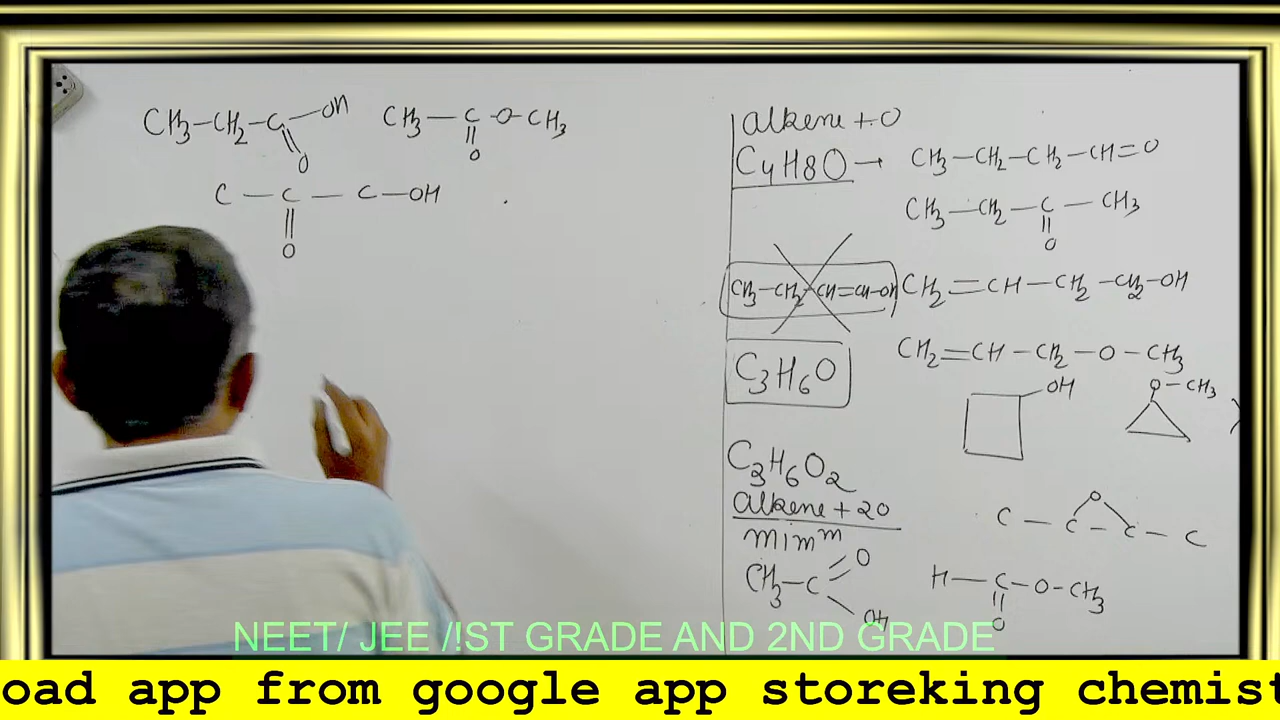 CH3-CH2-C-OH
O
CH3-C-O-CH3
O
C-C-C-OH
O
alkene+O
C4H8O→ CH3-CH2-CH2-CH=O
CH3-CH2-C-CH3
O
CH3-CH2-CH=CH-OH
CH2=CH-CH2-CH2-OH
CH2=CH-CH2-O-CH3
C3H6O
OH
O-CH3
C3H6O2
alkene+2O
mimm
O
C-C-C-C
CH3-C
O
OH
H-C-O-CH3
O
NEET/ JEE /!ST GRADE AND 2ND GRADE
oad app from google app storeking chemist